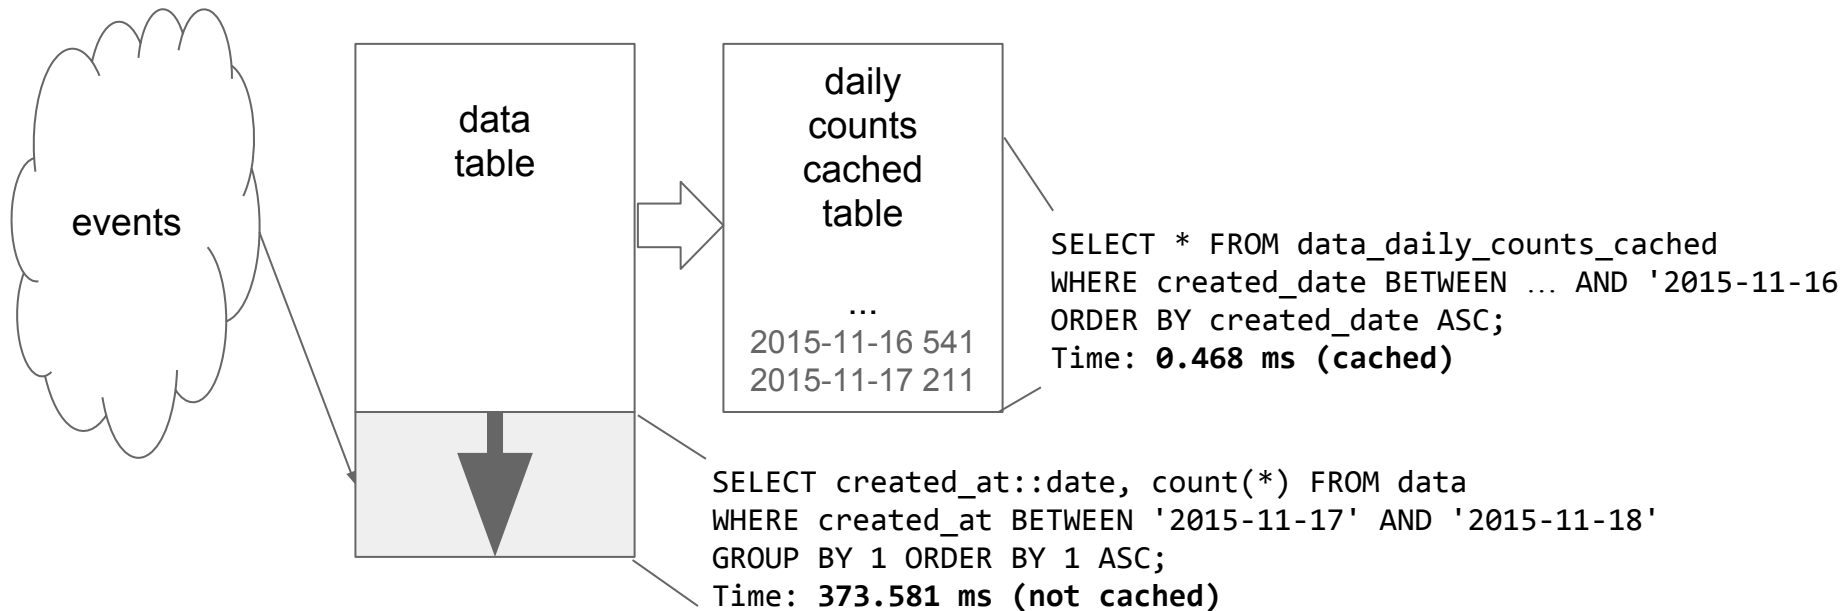 events
data
table
daily
counts
cached
table
...
2015-11-16 541
2015-11-17 211
SELECT * FROM data_daily_counts_cached
WHERE created_date BETWEEN … AND '2015-11-16
ORDER BY created_date ASC;
Time: 0.468 ms (cached)
SELECT created_at::date, count(*) FROM data
WHERE created_at BETWEEN '2015-11-17' AND '2015-11-18'
GROUP BY 1 ORDER BY 1 ASC;
Time: 373.581 ms (not cached)